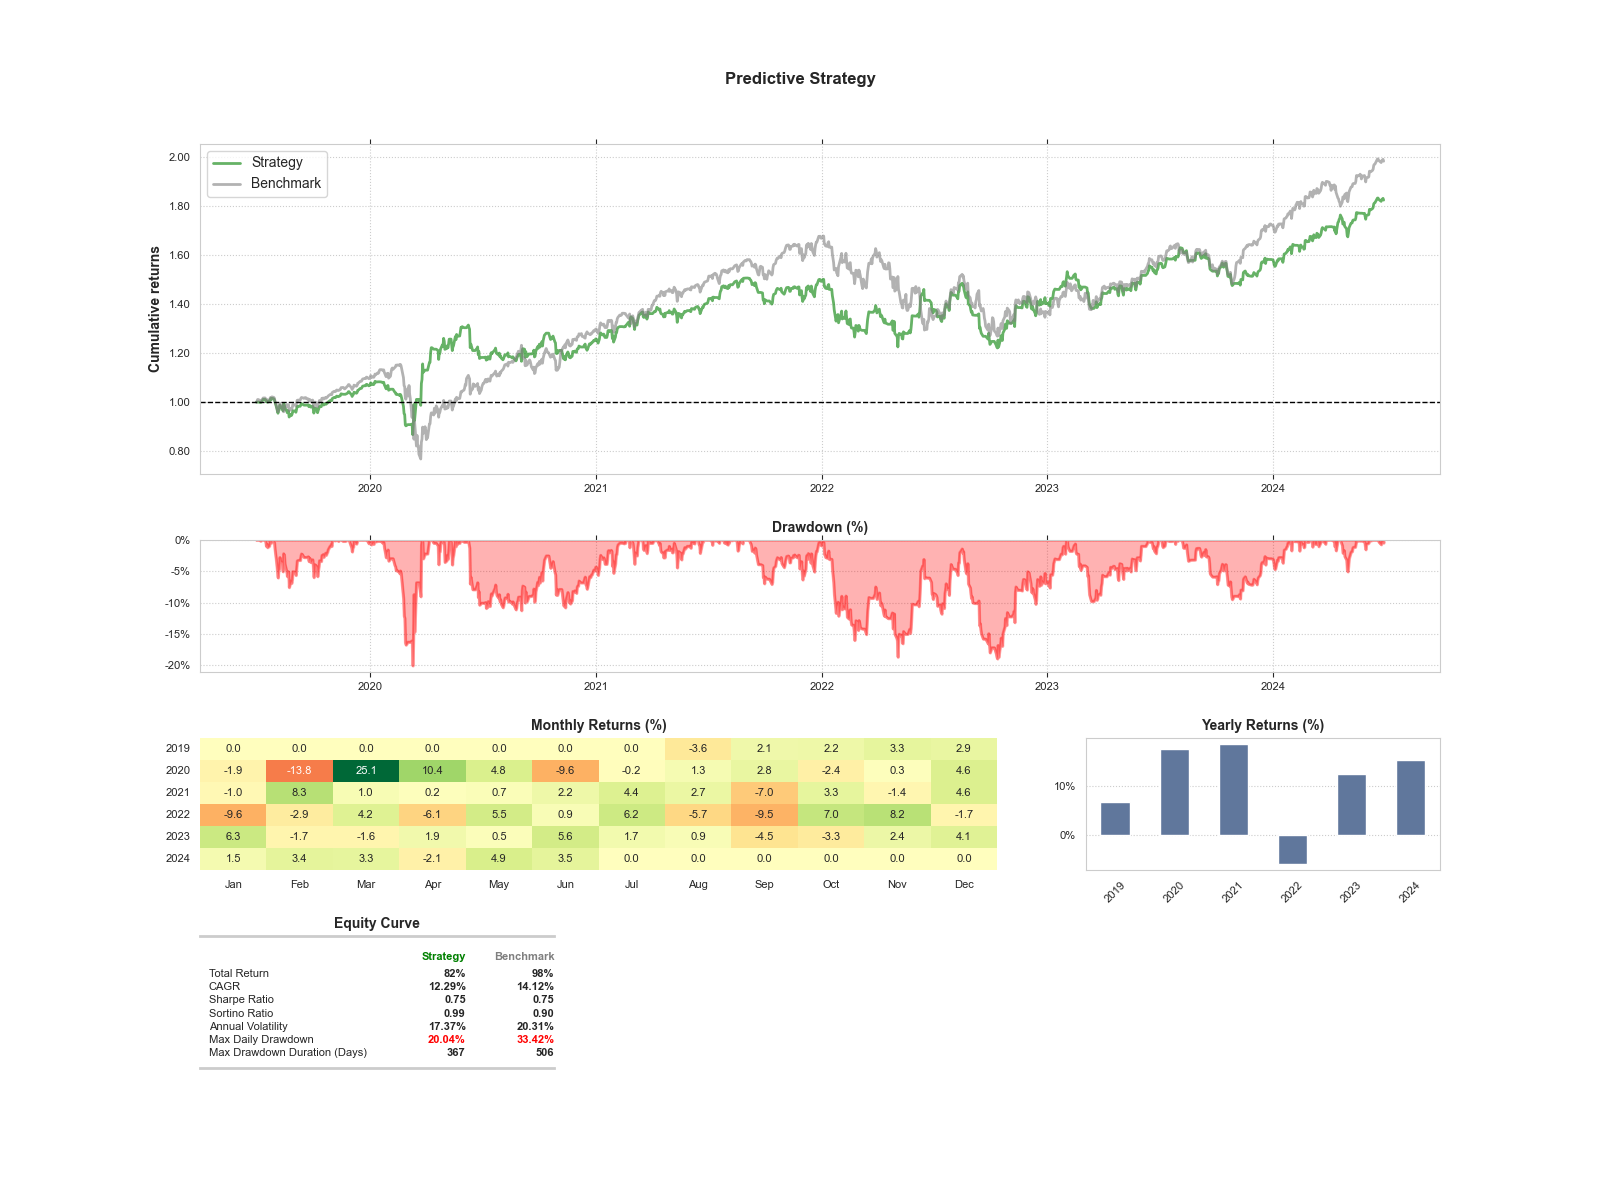 Predictive Strategy
Cumulative returns
2.00
1.80
1.60
1.40
1.20
1.00
0.80
Strategy
Benchmark
2020 2021 2022 2023 2024
Drawdown (%)
0%
-5%
-10%
-15%
-20%
2020 2021 2022 2023 2024
Monthly Returns (%)
2019 0.0 0.0 0.0 0.0 0.0 0.0 0.0 -3.6 2.1 2.2 3.3 2.9
2020 -1.9 -13.8 25.1 10.4 4.8 -9.6 -0.2 1.3 2.8 -2.4 0.3 4.6
2021 -1.0 8.3 1.0 0.2 0.7 2.2 4.4 2.7 -7.0 3.3 -1.4 4.6
2022 -9.6 -2.9 4.2 -6.1 5.5 0.9 6.2 -5.7 -9.5 7.0 8.2 -1.7
2023 6.3 -1.7 -1.6 1.9 0.5 5.6 1.7 0.9 -4.5 -3.3 2.4 4.1
2024 1.5 3.4 3.3 -2.1 4.9 3.5 0.0 0.0 0.0 0.0 0.0 0.0
Jan Feb Mar Apr May Jun Jul Aug Sep Oct Nov Dec
Yearly Returns (%)
10%
0%
2019 2020 2021 2022 2023 2024
Equity Curve
Strategy Benchmark
Total Return 82% 98%
CAGR 12.29% 14.12%
Sharpe Ratio 0.75 0.75
Sortino Ratio 0.99 0.90
Annual Volatility 17.37% 20.31%
Max Daily Drawdown 20.04% 33.42%
Max Drawdown Duration (Days) 367 506